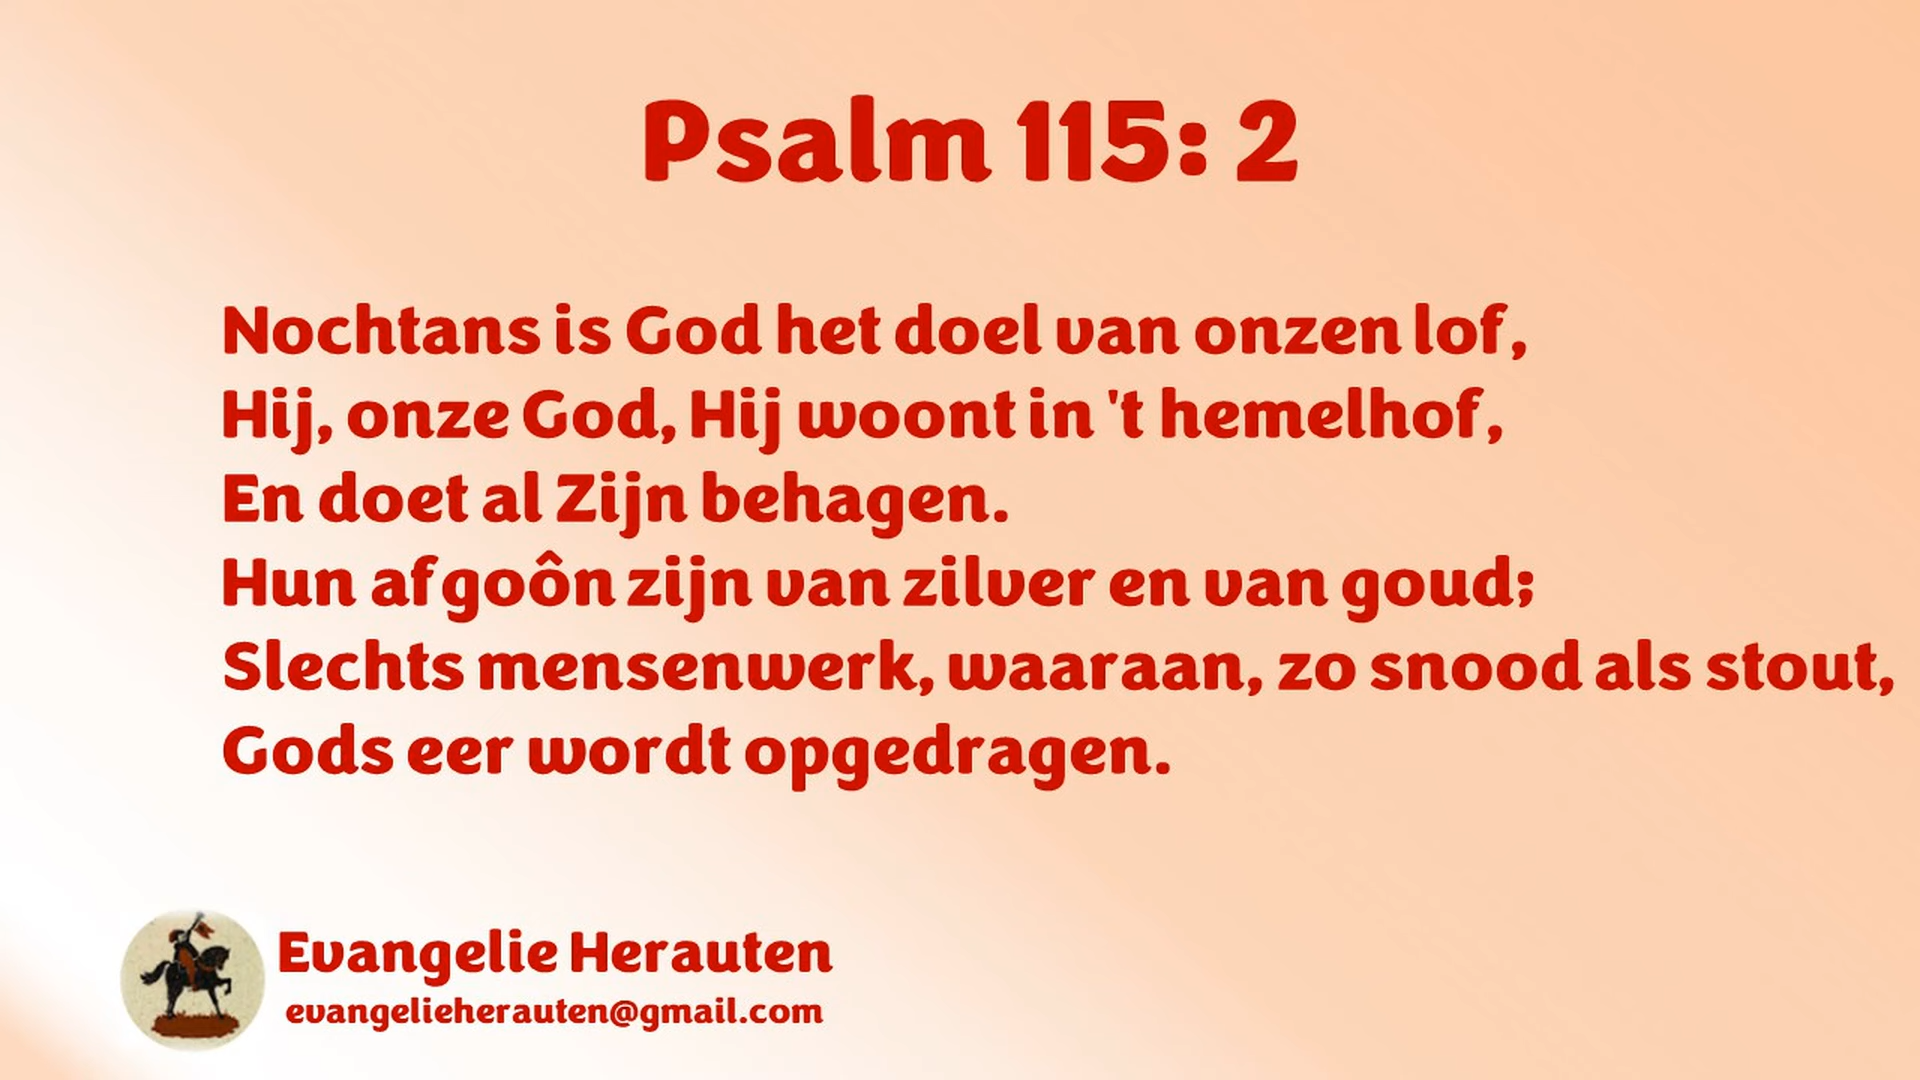 Psalm 115: 2
Nochtans is God het doel van onzen lof,
Hij, onze God, Hij woont in 't hemelhof,
En doet al Zijn behagen.
Hun afgoôn zijn van zilver en van goud;
Slechts mensenwerk, waaraan, zo snood als stout,
Gods eer wordt opgedragen.
Evangelie Herauten
evangelieherauten@gmail.com